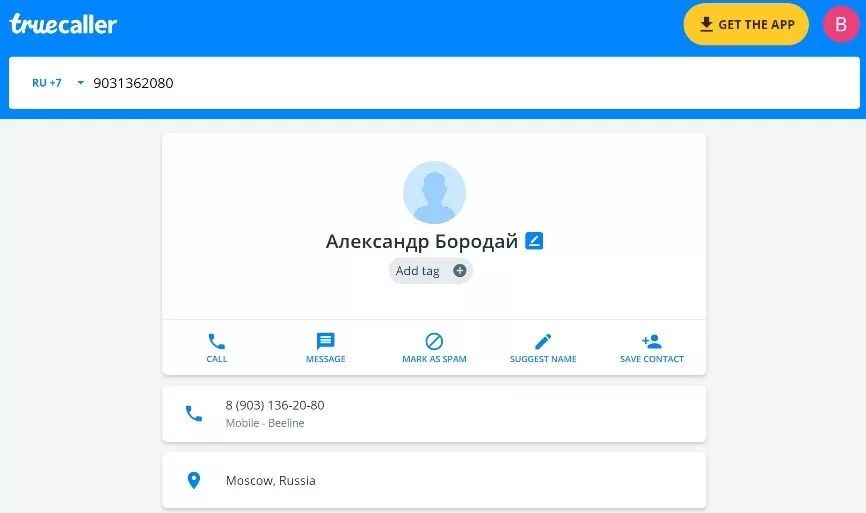 truecaller
GET THE APP
B
RU +7 9031362080
Александр Бородай
Add tag
CALL MESSAGE MARK AS SPAM SUGGEST NAME SAVE CONTACT
8 (903) 136-20-80
Mobile - Beeline
Moscow, Russia